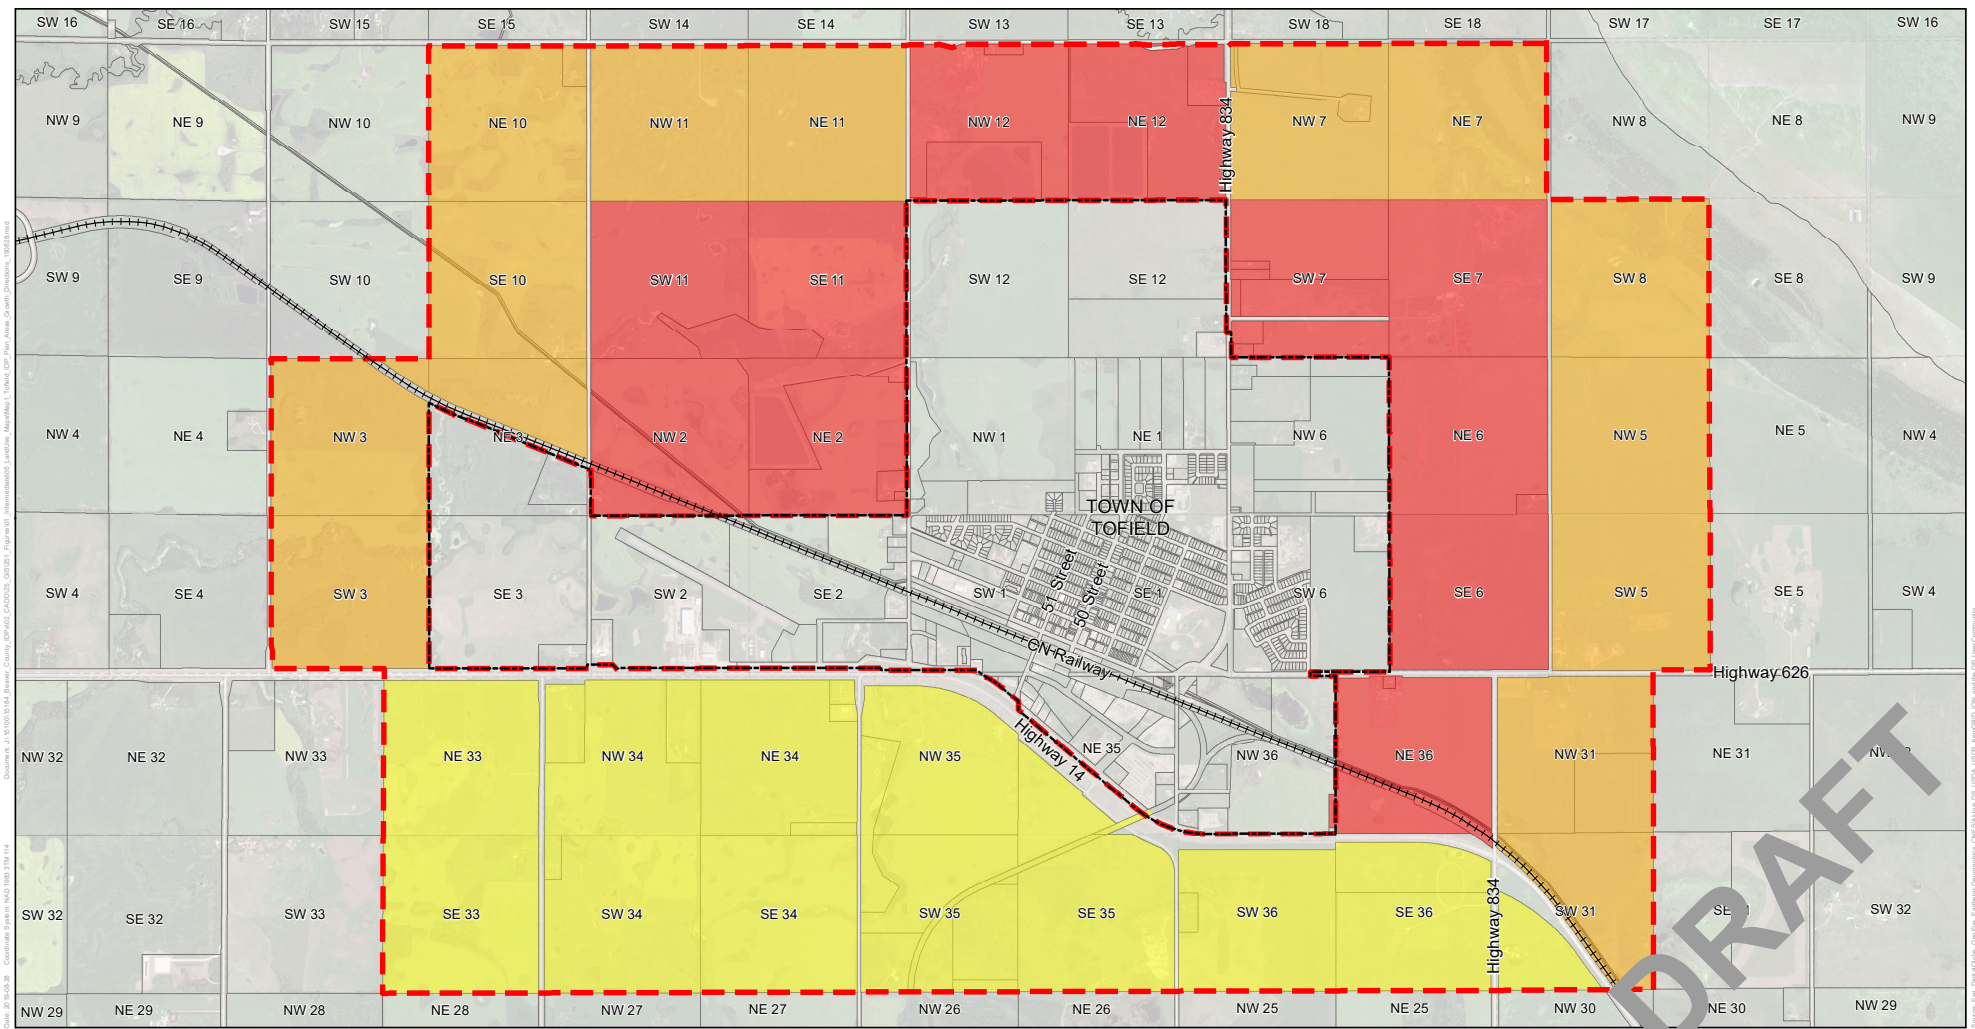 SW 16
SE 16
SW 15
SE 15
SW 14
SE 14
SW 13
SE 13
SW 18
SE 18
SW 17
SE 17
SW 16
NW 9
NE 9
NW 10
NE 10
NW 11
NE 11
NW 12
NE 12
Highway 834
NW 7
NE 7
NW 8
NE 8
NW 9
SW 9
SE 9
SW 10
SE 10
SW 11
SE 11
SW 12
SE 12
SW 7
SE 7
SW 8
SE 8
SW 9
NW 4
NE 4
NW 3
NE 3
NW 2
NE 2
NW 1
NE 1
NW 6
NE 6
NW 5
NE 5
NW 4
TOWN OF
TOFIELD
51 Street
50 Street
SW 4
SE 4
SW 3
SE 3
SW 2
SE 2
SW 1
SE 1
SW 6
SE 6
SW 5
SE 5
SW 4
CN Railway
Highway 626
Highway 14
NW 32
NE 32
NW 33
NE 33
NW 34
NE 34
NW 35
NE 35
NW 36
NE 36
NW 31
NE 31
SW 32
SE 32
SW 33
SE 33
SW 34
SE 34
SW 35
SE 35
SW 36
SE 36
Highway 834
SW 31
SW 32
DRAFT
NW 29
NE 29
NW 28
NE 28
NW 27
NE 27
NW 26
NE 26
NW 25
NE 25
NW 30
NE 30
NW 29